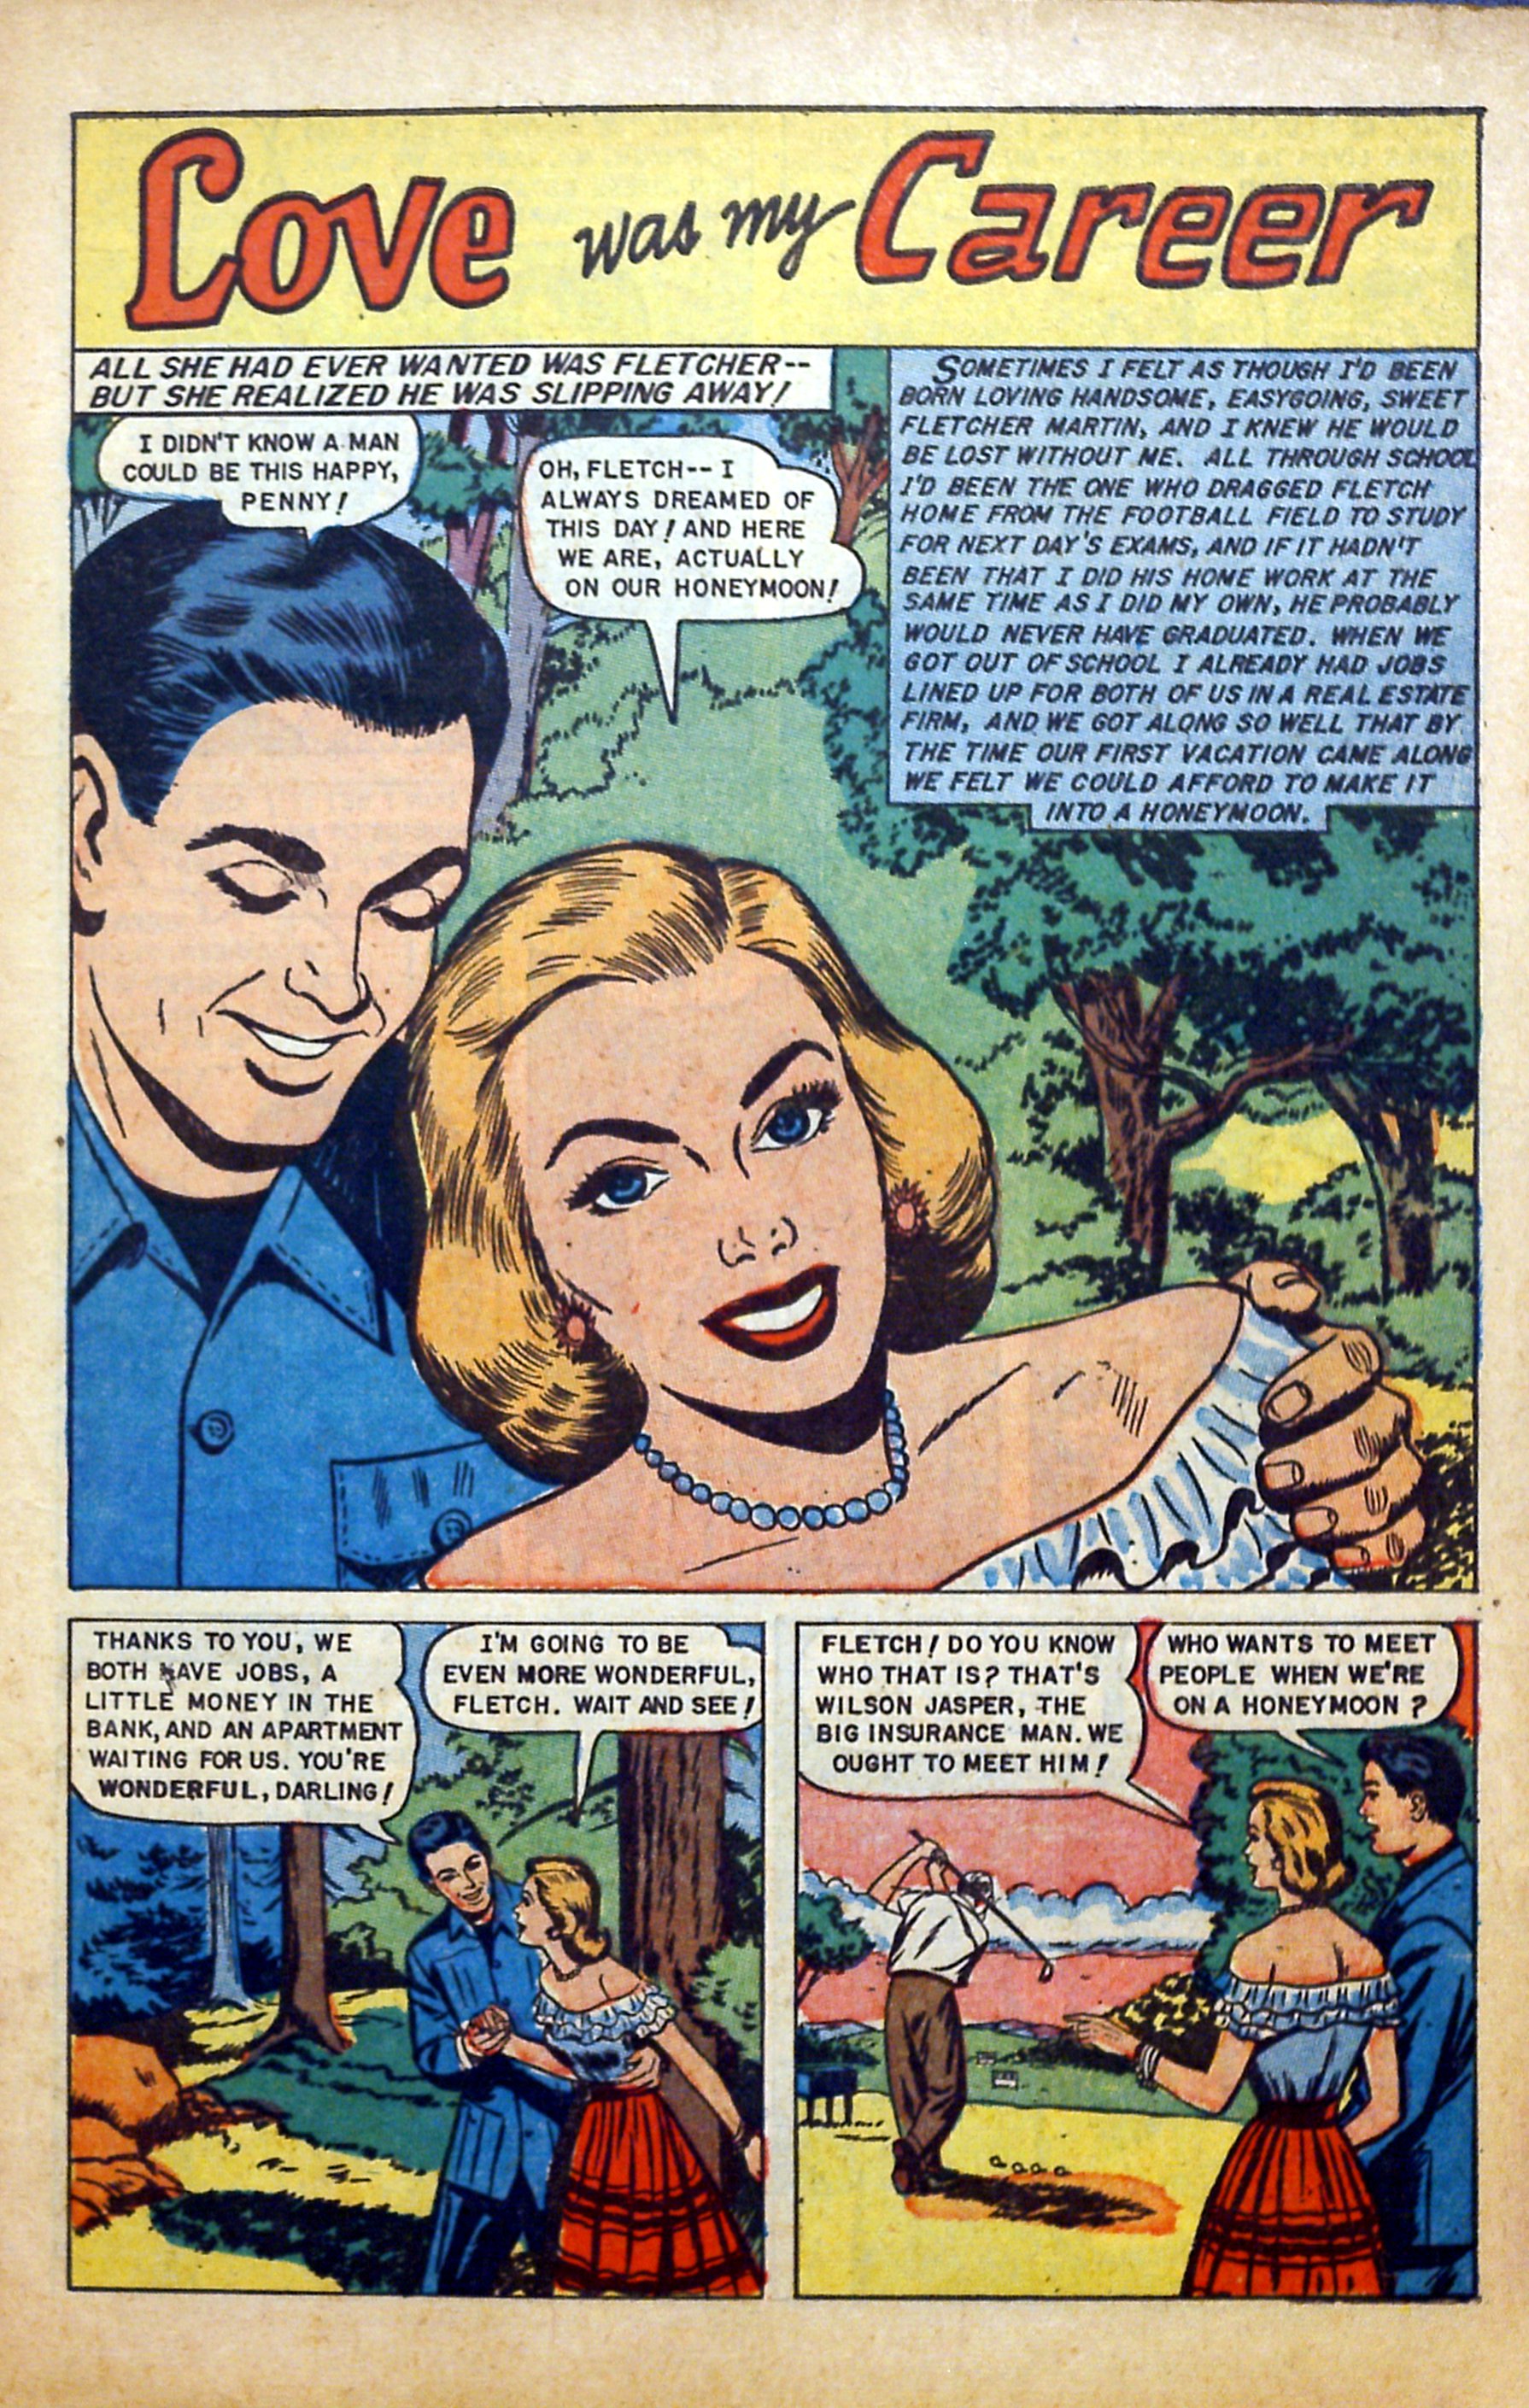 Love was my Career
ALL SHE HAD EVER WANTED WAS FLETCHER--
BUT SHE REALIZED HE WAS SLIPPING AWAY!
I DIDN'T KNOW A MAN
COULD BE THIS HAPPY,
PENNY!
OH, FLETCH-- I
ALWAYS DREAMED OF
THIS DAY! AND HERE
WE ARE, ACTUALLY
ON OUR HONEYMOON!
SOMETIMES I FELT AS THOUGH I'D BEEN
BORN LOVING HANDSOME, EASYGOING, SWEET
FLETCHER MARTIN, AND I KNEW HE WOULD
BE LOST WITHOUT ME. ALL THROUGH SCHOOL
I'D BEEN THE ONE WHO DRAGGED FLETCH
HOME FROM THE FOOTBALL FIELD TO STUDY
FOR NEXT DAY'S EXAMS, AND IF IT HADN'T
BEEN THAT I DID HIS HOME WORK AT THE
SAME TIME AS I DID MY OWN, HE PROBABLY
WOULD NEVER HAVE GRADUATED. WHEN WE
GOT OUT OF SCHOOL I ALREADY HAD JOBS
LINED UP FOR BOTH OF US IN A REAL ESTATE
FIRM, AND WE GOT ALONG SO WELL THAT BY
THE TIME OUR FIRST VACATION CAME ALONG
WE FELT WE COULD AFFORD TO MAKE IT
INTO A HONEYMOON.
THANKS TO YOU, WE
BOTH HAVE JOBS, A
LITTLE MONEY IN THE
BANK, AND AN APARTMENT
WAITING FOR US. YOU'RE
WONDERFUL, DARLING!
I'M GOING TO BE
EVEN MORE WONDERFUL,
FLETCH. WAIT AND SEE!
FLETCH! DO YOU KNOW
WHO THAT IS? THAT'S
WILSON JASPER, THE
BIG INSURANCE MAN. WE
OUGHT TO MEET HIM!
WHO WANTS TO MEET
PEOPLE WHEN WE'RE
ON A HONEYMOON?